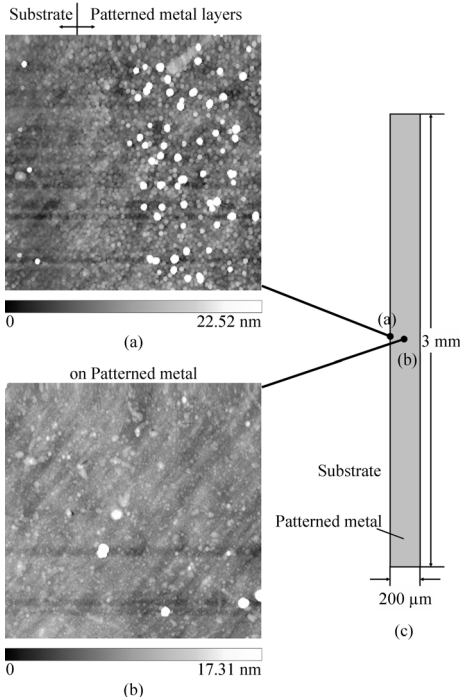 Substrate
Patterned metal layers
0
22.52 nm
(a)
on Patterned metal
0
17.31 nm
(b)
(a)
(b)
3 mm
Substrate
Patterned metal
200 μm
(c)